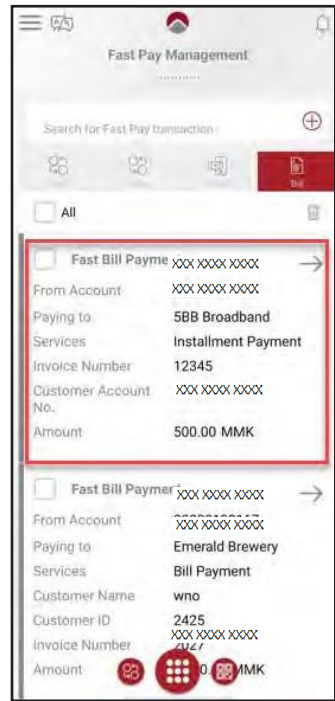 Fast Pay Management
Search for Fast Pay transaction
Bill
All
Fast Bill Payme XXX XXXX XXXX
From Account XXX XXXX XXXX
Paying to 5BB Broadband
Services Installment Payment
Invoice Number 12345
Customer Account No. XXX XXXX XXXX
Amount 500.00 MMK
Fast Bill Paymen XXX XXXX XXXX
From Account XXX XXXX XXXX
Paying to Emerald Brewery
Services Bill Payment
Customer Name wno
Customer ID 2425
XXX XXXX XXXX
Invoice Number 2027
Amount MMK